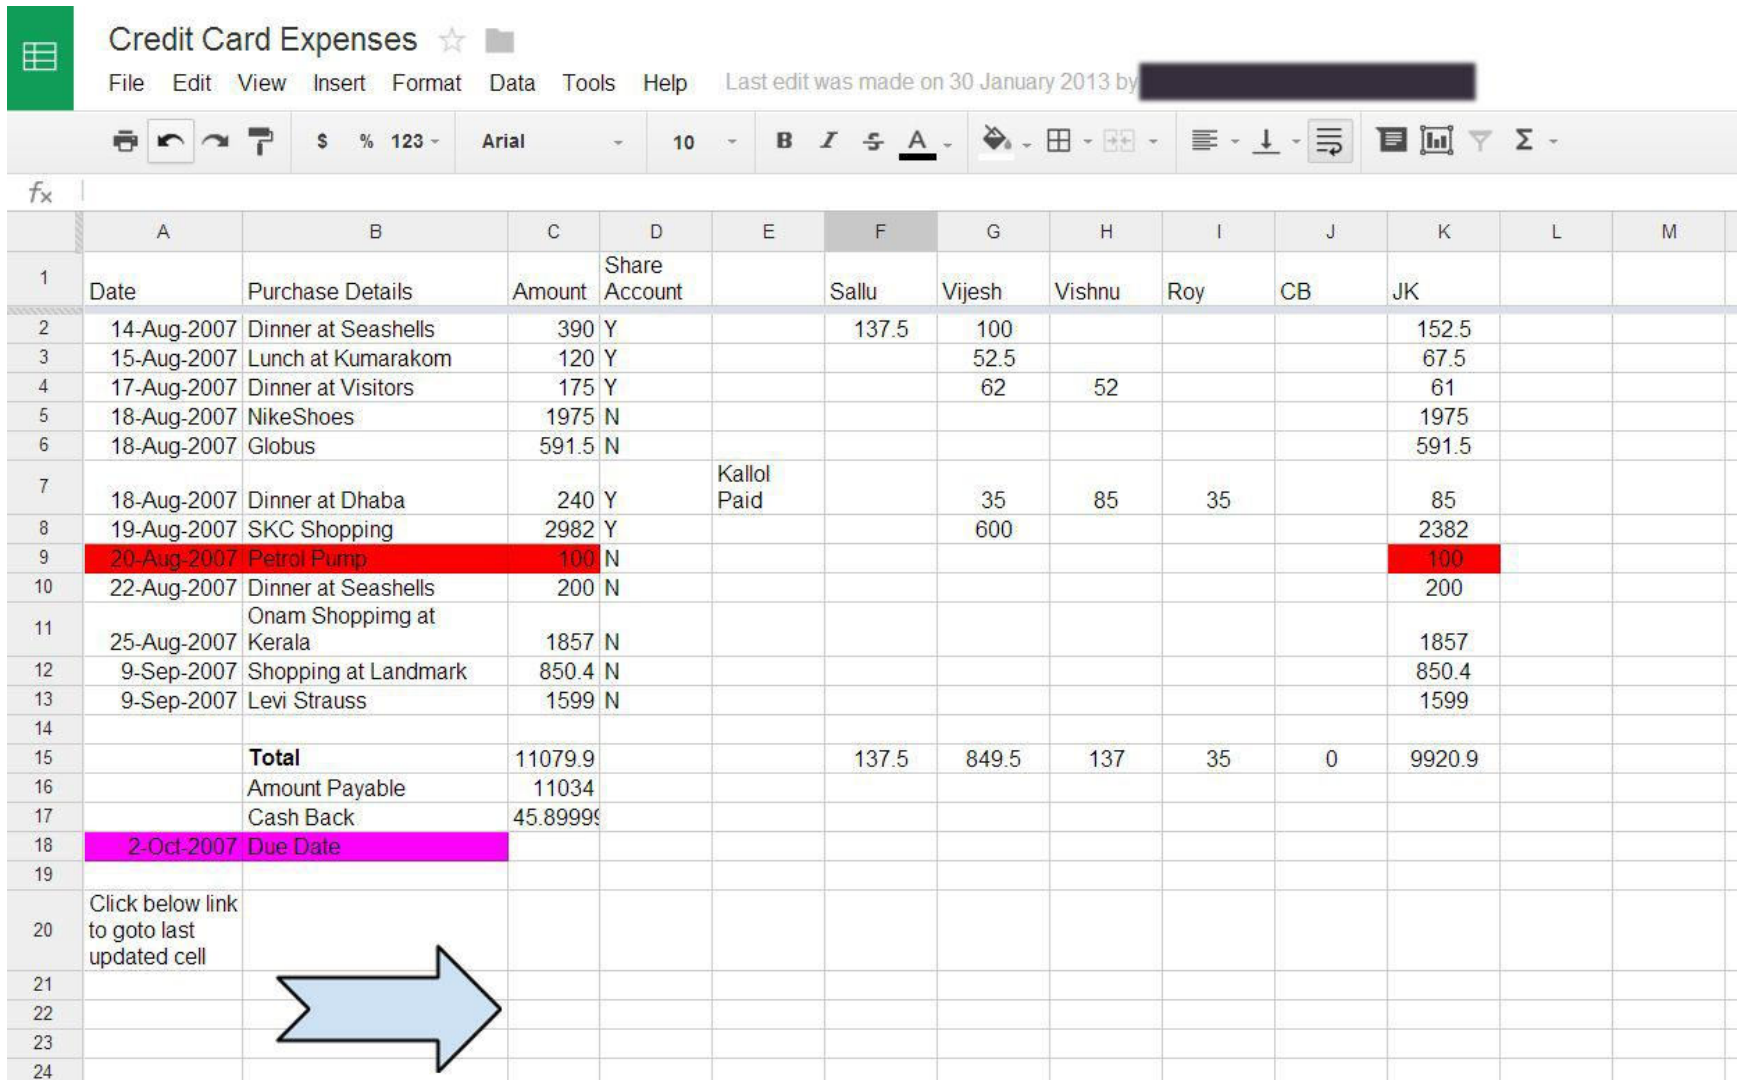 Credit Card Expenses
File Edit View Insert Format Data Tools Help Last edit was made on 30 January 2013 by
$ % 123 Arial 10 B I S A Σ
fx
A B C D E F G H I J K L M
1 Date Purchase Details Amount Share Account Sallu Vijesh Vishnu Roy CB JK
2 14-Aug-2007 Dinner at Seashells 390 Y 137.5 100 152.5
3 15-Aug-2007 Lunch at Kumarakom 120 Y 52.5 67.5
4 17-Aug-2007 Dinner at Visitors 175 Y 62 52 61
5 18-Aug-2007 NikeShoes 1975 N 1975
6 18-Aug-2007 Globus 591.5 N 591.5
7 18-Aug-2007 Dinner at Dhaba 240 Y Kallol Paid 35 85 35 85
8 19-Aug-2007 SKC Shopping 2982 Y 600 2382
9 20-Aug-2007 Petrol Pump 100 N 100
10 22-Aug-2007 Dinner at Seashells 200 N 200
11 25-Aug-2007 Onam Shoppimg at Kerala 1857 N 1857
12 9-Sep-2007 Shopping at Landmark 850.4 N 850.4
13 9-Sep-2007 Levi Strauss 1599 N 1599
14
15 Total 11079.9 137.5 849.5 137 35 0 9920.9
16 Amount Payable 11034
17 Cash Back 45.89999
18 2-Oct-2007 Due Date
19
20 Click below link
to goto last
updated cell
21
22
23
24